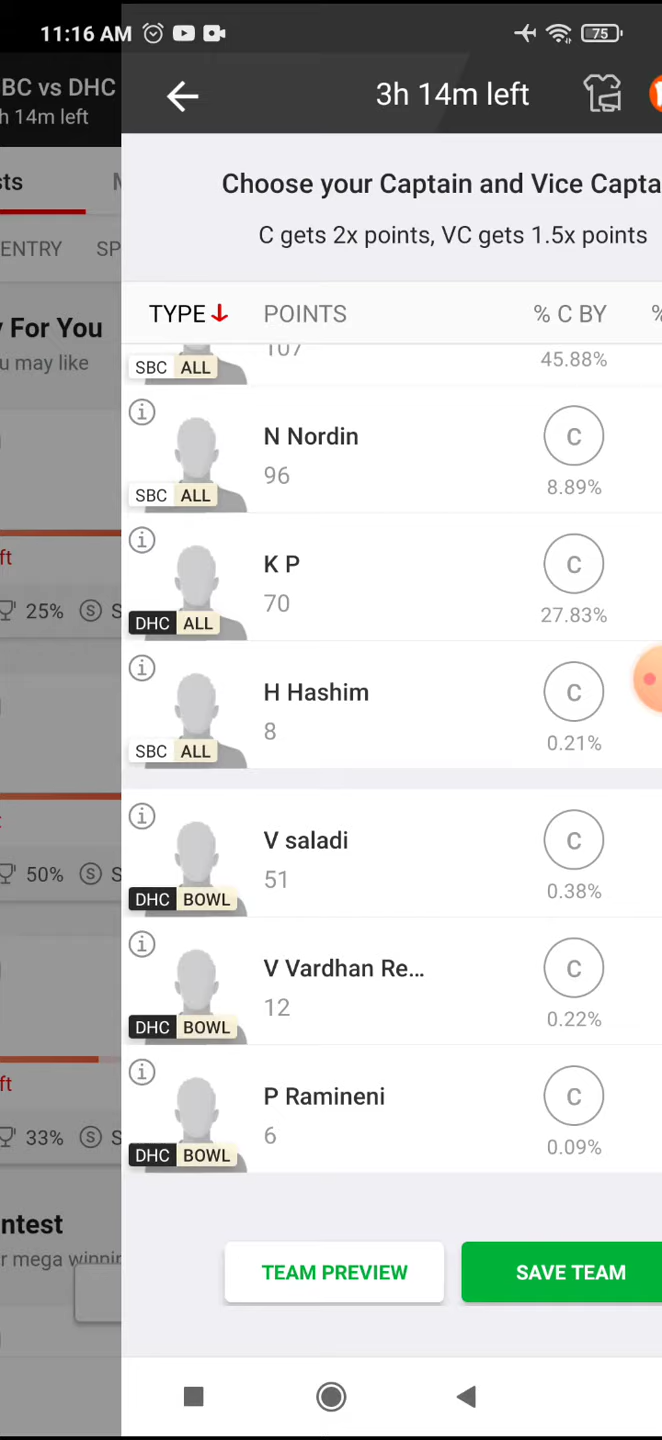 11:16 AM
75
BC vs DHC
h 14m left
3h 14m left
sts
Choose your Captain and Vice Capta
C gets 2x points, VC gets 1.5x points
ENTRY SP
TYPE POINTS % C BY %
y For You
u may like
107
45.88%
SBC ALL
N Nordin
C
96
8.89%
SBC ALL
ft
K P
C
70
27.83%
DHC ALL
25% S S
H Hashim
C
8
0.21%
SBC ALL
V saladi
C
51
0.38%
DHC BOWL
50% S S
V Vardhan Re...
C
12
0.22%
DHC BOWL
ft
P Ramineni
C
6
0.09%
DHC BOWL
33% S S
ntest
r mega winnin
TEAM PREVIEW
SAVE TEAM